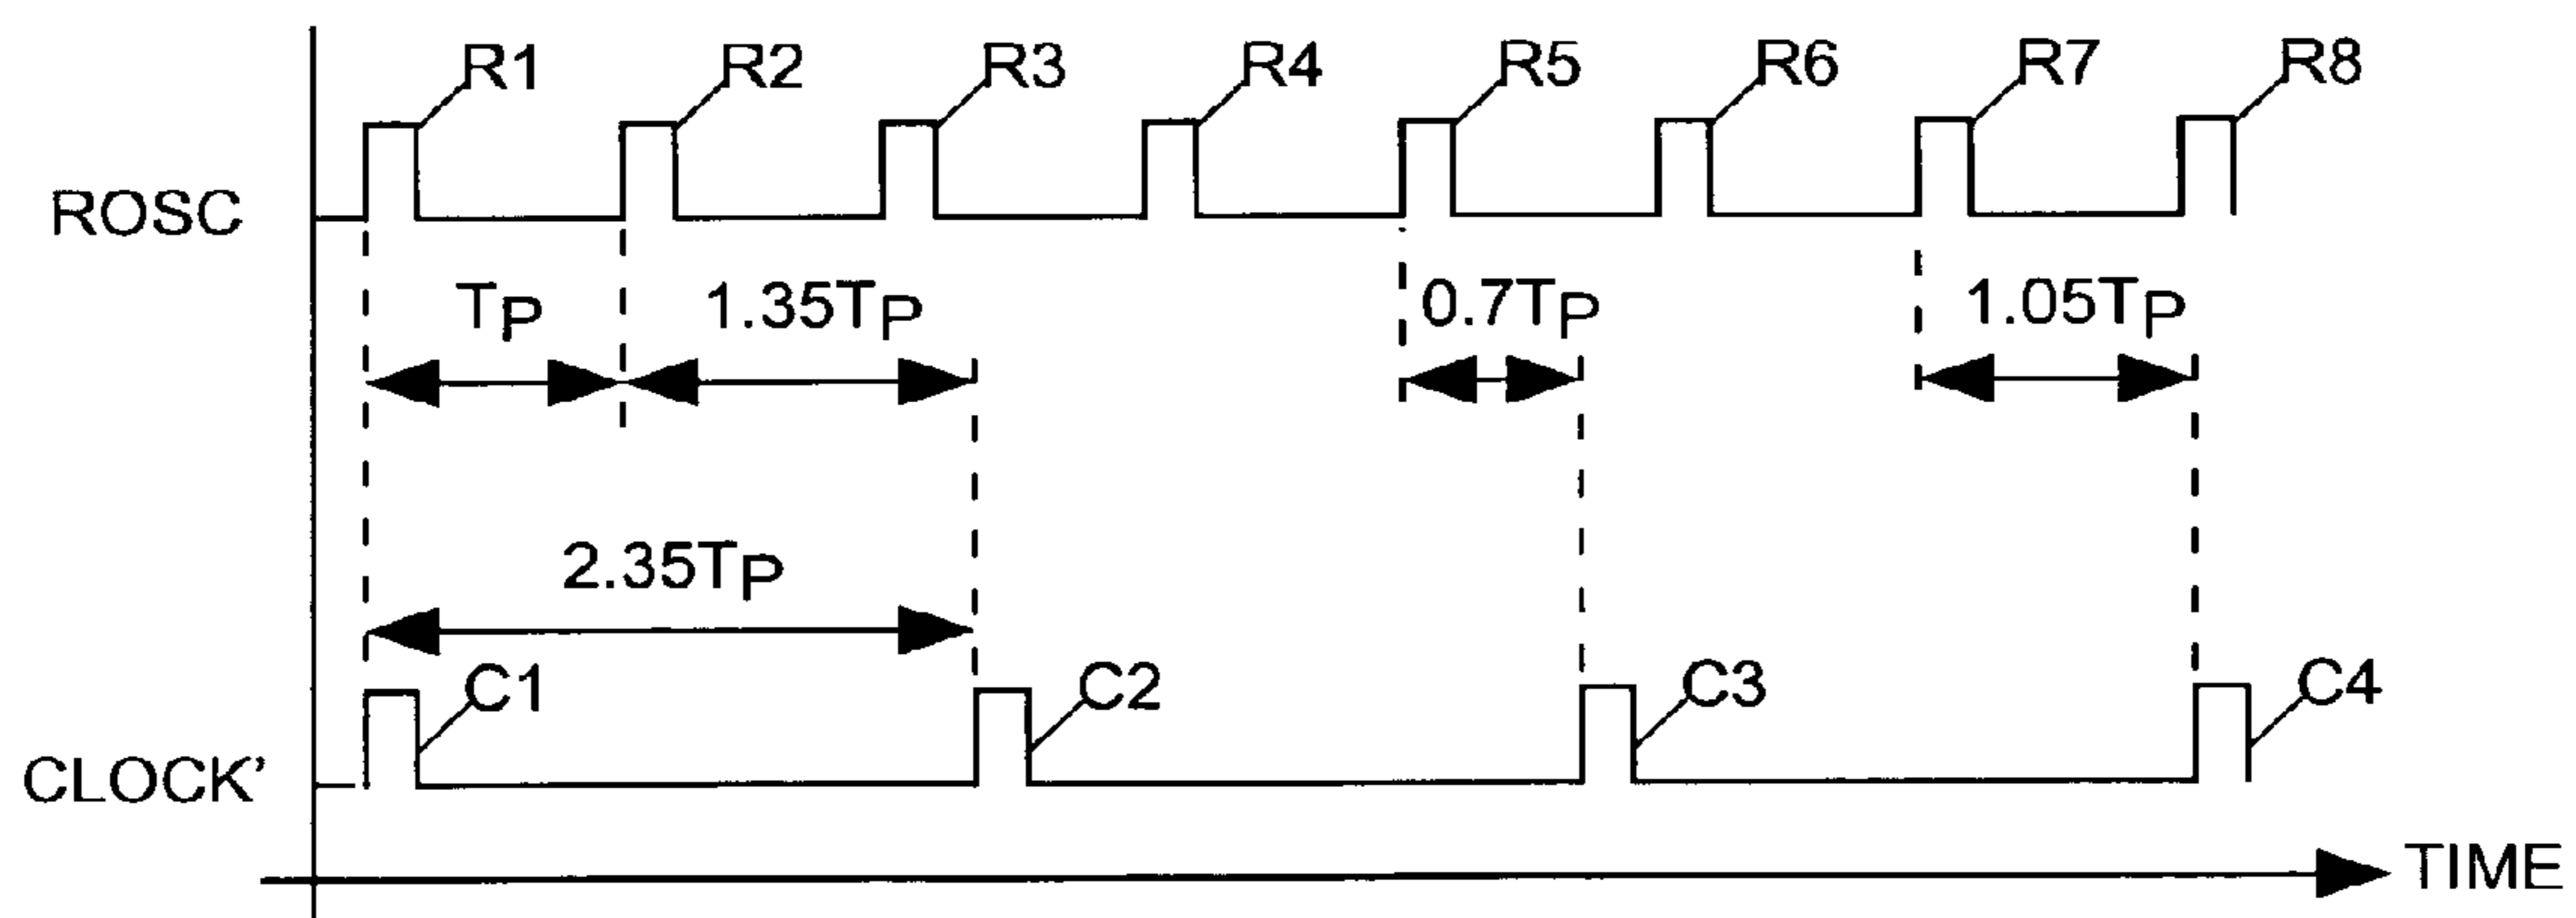 R1 R2 R3 R4 R5 R6 R7 R8
ROSC
TP 1.35TP 0.7TP 1.05TP
2.35TP
C1 C2 C3 C4
CLOCK'
TIME